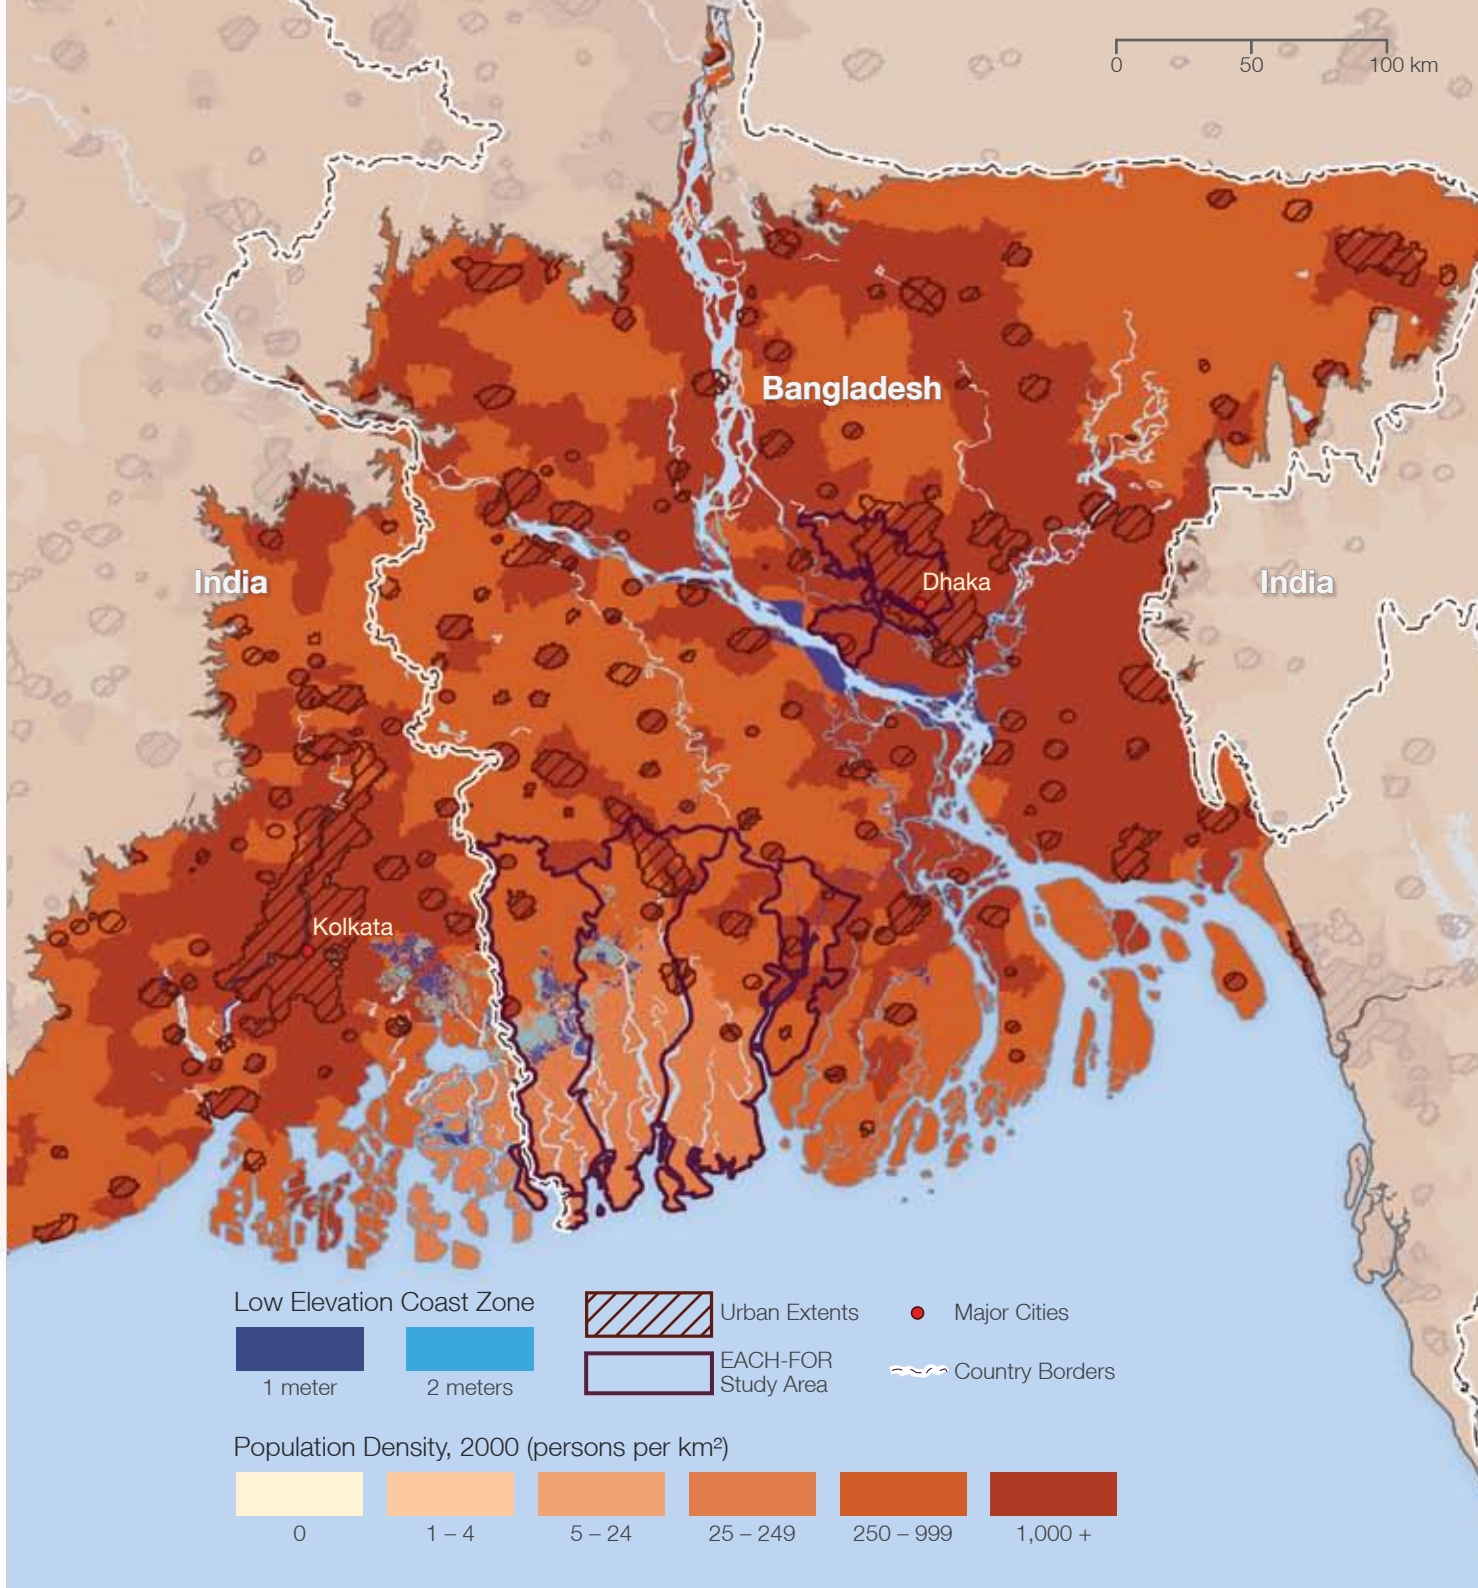 0 50 100 km
Bangladesh
India
Dhaka
India
Kolkata
Low Elevation Coast Zone
1 meter
2 meters
Urban Extents
EACH-FOR
Study Area
Major Cities
Country Borders
Population Density, 2000 (persons per km²)
0
1 – 4
5 – 24
25 – 249
250 – 999
1,000 +